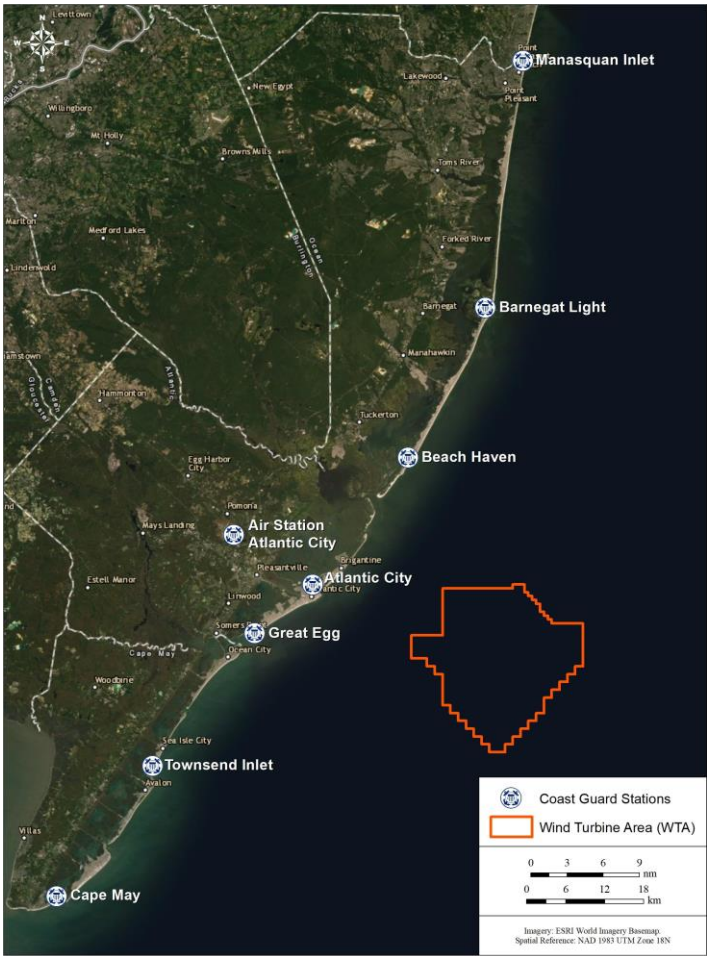 Levittown
N
W E
S
Willingboro
New Egypt
Lakewood
Point
Manasquan Inlet
Point
Pleasant
Mt Holly
Browns Mills
Toms River
Marlton
Medford Lakes
Ocean
Burlington
Forked River
Lindenwold
Barnegat
Barnegat Light
Manahawkin
Atlantic
Camden
Gloucester
Hammonton
Tuckerton
Egg Harbor
City
Beach Haven
Pomona
Air Station
Atlantic City
Mays Landing
Pleasantville
Brigantine
Atlantic City
antic City
Estell Manor
Linwood
Somers
Great Egg
Cape May
Ocean City
Woodbine
Sea Isle City
Townsend Inlet
Avalon
Villas
Cape May
Coast Guard Stations
Wind Turbine Area (WTA)
0 3 6 9
nm
0 6 12 18
km
Imagery: ESRI World Imagery Basemap.
Spatial Reference: NAD 1983 UTM Zone 18N